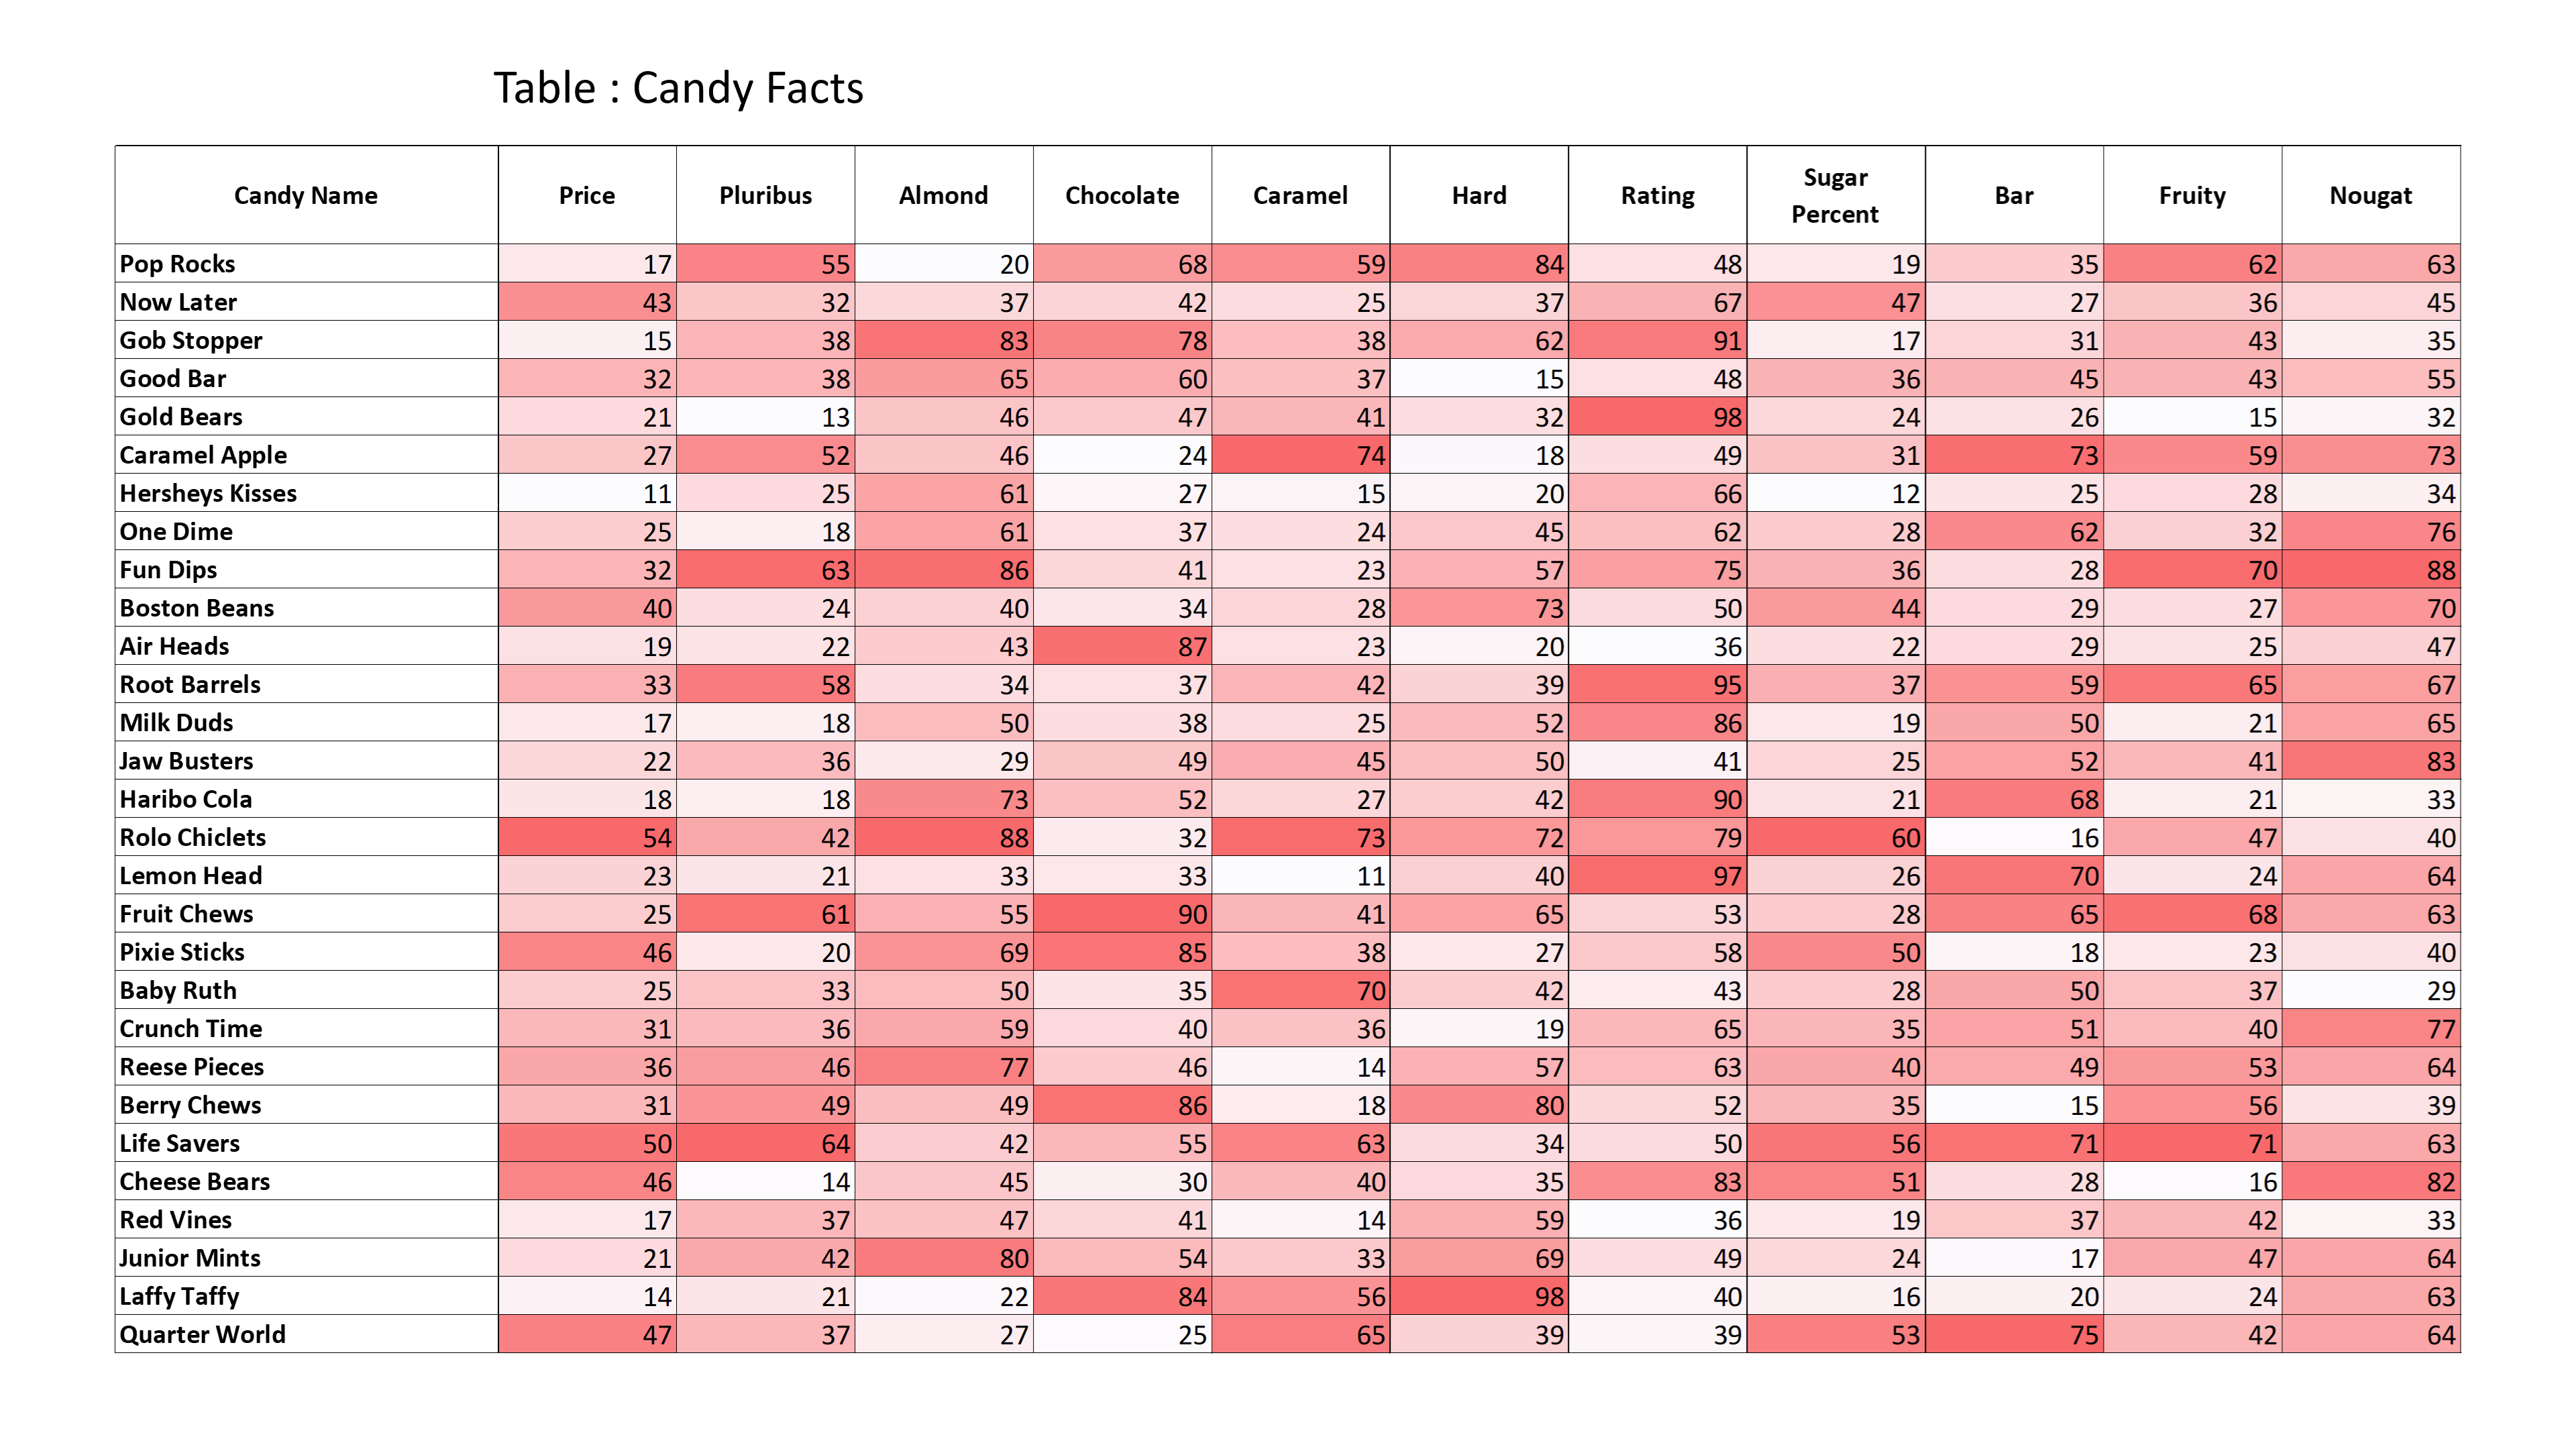 Table : Candy Facts
Candy Name Price Pluribus Almond Chocolate Caramel Hard Rating Sugar Percent Bar Fruity Nougat
Pop Rocks 17 55 20 68 59 84 48 19 35 62 63
Now Later 43 32 37 42 25 37 67 47 27 36 45
Gob Stopper 15 38 83 78 38 62 91 17 31 43 35
Good Bar 32 38 65 60 37 15 48 36 45 43 55
Gold Bears 21 13 46 47 41 32 98 24 26 15 32
Caramel Apple 27 52 46 24 74 18 49 31 73 59 73
Hersheys Kisses 11 25 61 27 15 20 66 12 25 28 34
One Dime 25 18 61 37 24 45 62 28 62 32 76
Fun Dips 32 63 86 41 23 57 75 36 28 70 88
Boston Beans 40 24 40 34 28 73 50 44 29 27 70
Air Heads 19 22 43 87 23 20 36 22 29 25 47
Root Barrels 33 58 34 37 42 39 95 37 59 65 67
Milk Duds 17 18 50 38 25 52 86 19 50 21 65
Jaw Busters 22 36 29 49 45 50 41 25 52 41 83
Haribo Cola 18 18 73 52 27 42 90 21 68 21 33
Rolo Chiclets 54 42 88 32 73 72 79 60 16 47 40
Lemon Head 23 21 33 33 11 40 97 26 70 24 64
Fruit Chews 25 61 55 90 41 65 53 28 65 68 63
Pixie Sticks 46 20 69 85 38 27 58 50 18 23 40
Baby Ruth 25 33 50 35 70 42 43 28 50 37 29
Crunch Time 31 36 59 40 36 19 65 35 51 40 77
Reese Pieces 36 46 77 46 14 57 63 40 49 53 64
Berry Chews 31 49 49 86 18 80 52 35 15 56 39
Life Savers 50 64 42 55 63 34 50 56 71 71 63
Cheese Bears 46 14 45 30 40 35 83 51 28 16 82
Red Vines 17 37 47 41 14 59 36 19 37 42 33
Junior Mints 21 42 80 54 33 69 49 24 17 47 64
Laffy Taffy 14 21 22 84 56 98 40 16 20 24 63
Quarter World 47 37 27 25 65 39 39 53 75 42 64